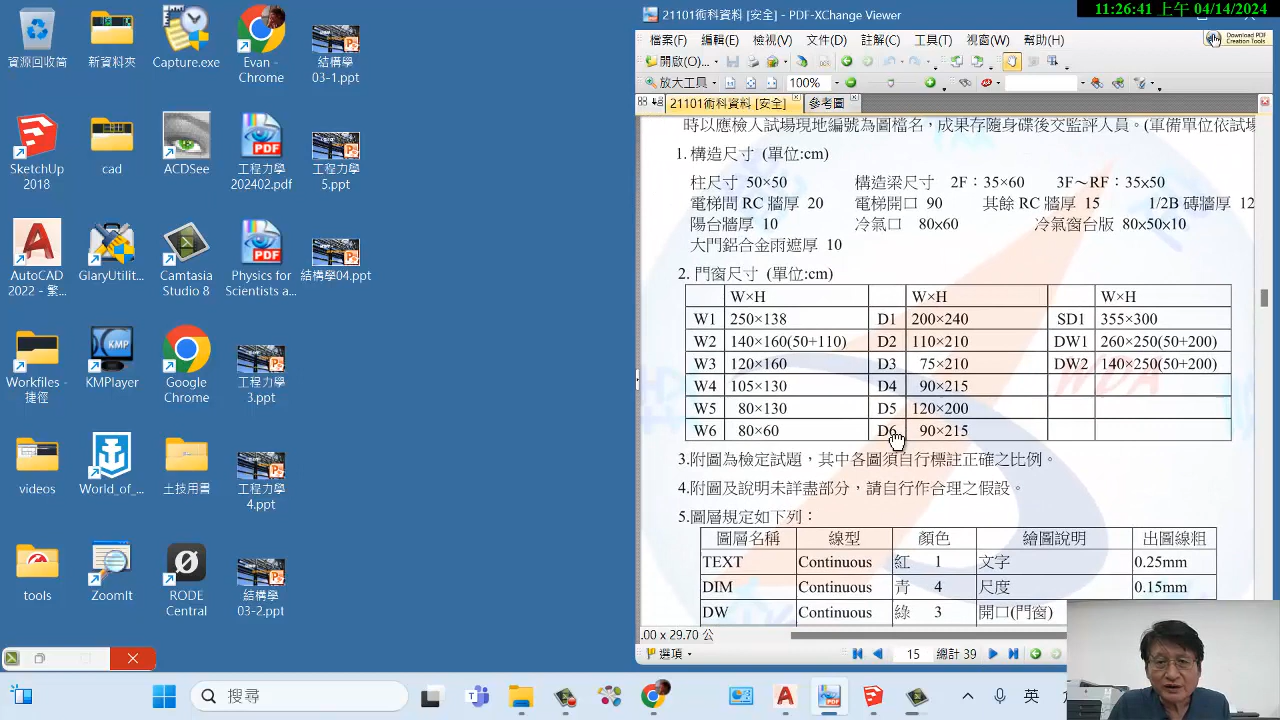 11:26:41 上午 04/14/2024
21101術科資料 [安全] - PDF-XChange Viewer
檔案(F) 編輯(E) 檢視(V) 文件(D) 註解(C) 工具(T) 視窗(W) 幫助(H)
Download PDF Creation Tools
開啟(O)...
放大工具 100%
21101術科資料 [安全] 參考圖
時以應檢人試場現地編號為圖檔名，成果存隨身碟後交監評人員。(軍備單位依試場
1. 構造尺寸 (單位:cm)
柱尺寸 50×50 構造梁尺寸 2F：35×60 3F～RF：35x50
電梯間 RC 牆厚 20 電梯開口 90 其餘 RC 牆厚 15 1/2B 磚牆厚 12
陽台牆厚 10 冷氣口 80x60 冷氣窗台版 80x50x10
大門鋁合金雨遮厚 10
2. 門窗尺寸 (單位:cm)
W×H W×H W×H
W1 250×138 D1 200×240 SD1 355×300
W2 140×160(50+110) D2 110×210 DW1 260×250(50+200)
W3 120×160 D3 75×210 DW2 140×250(50+200)
W4 105×130 D4 90×215
W5 80×130 D5 120×200
W6 80×60 D6 90×215
3.附圖為檢定試題，其中各圖須自行標註正確之比例。
4.附圖及說明未詳盡部分，請自行作合理之假設。
5.圖層規定如下列：
圖層名稱 線型 顏色 繪圖說明 出圖線粗
TEXT Continuous 紅 1 文字 0.25mm
DIM Continuous 青 4 尺度 0.15mm
DW Continuous 綠 3 開口(門窗)
.00 x 29.70 公
選項 15 總計 39
資源回收筒 新資料夾 Capture.exe Evan - Chrome 結構學03-1.ppt
SketchUp 2018 cad ACDSee 工程力學202402.pdf 工程力學5.ppt
AutoCAD 2022 - 繁... GlaryUtilit... Camtasia Studio 8 Physics for Scientists a... 結構學04.ppt
Workfiles - 捷徑 KMPlayer Google Chrome 工程力學3.ppt
videos World_of_... 土技用書 工程力學4.ppt
tools ZoomIt RODE Central 結構學03-2.ppt
搜尋
英